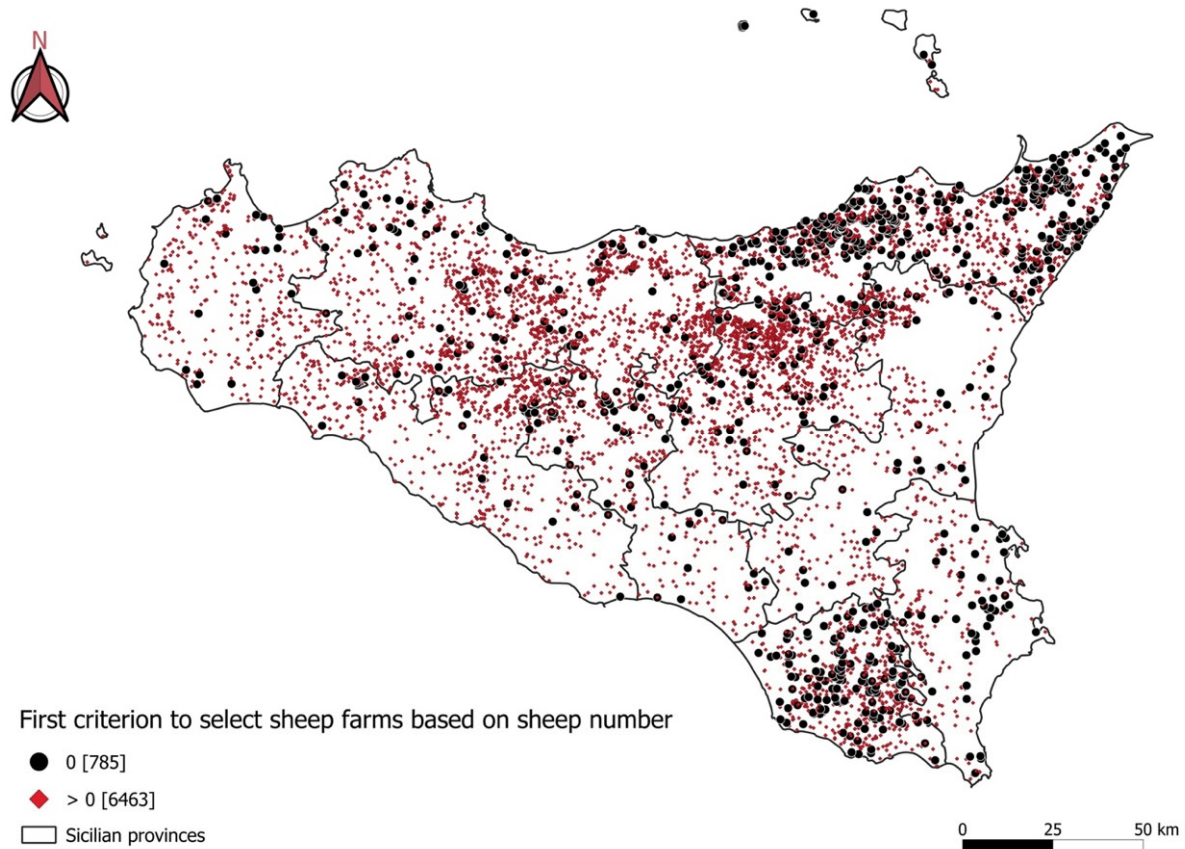 N
First criterion to select sheep farms based on sheep number
0 [785]
> 0 [6463]
Sicilian provinces
0 25 50 km